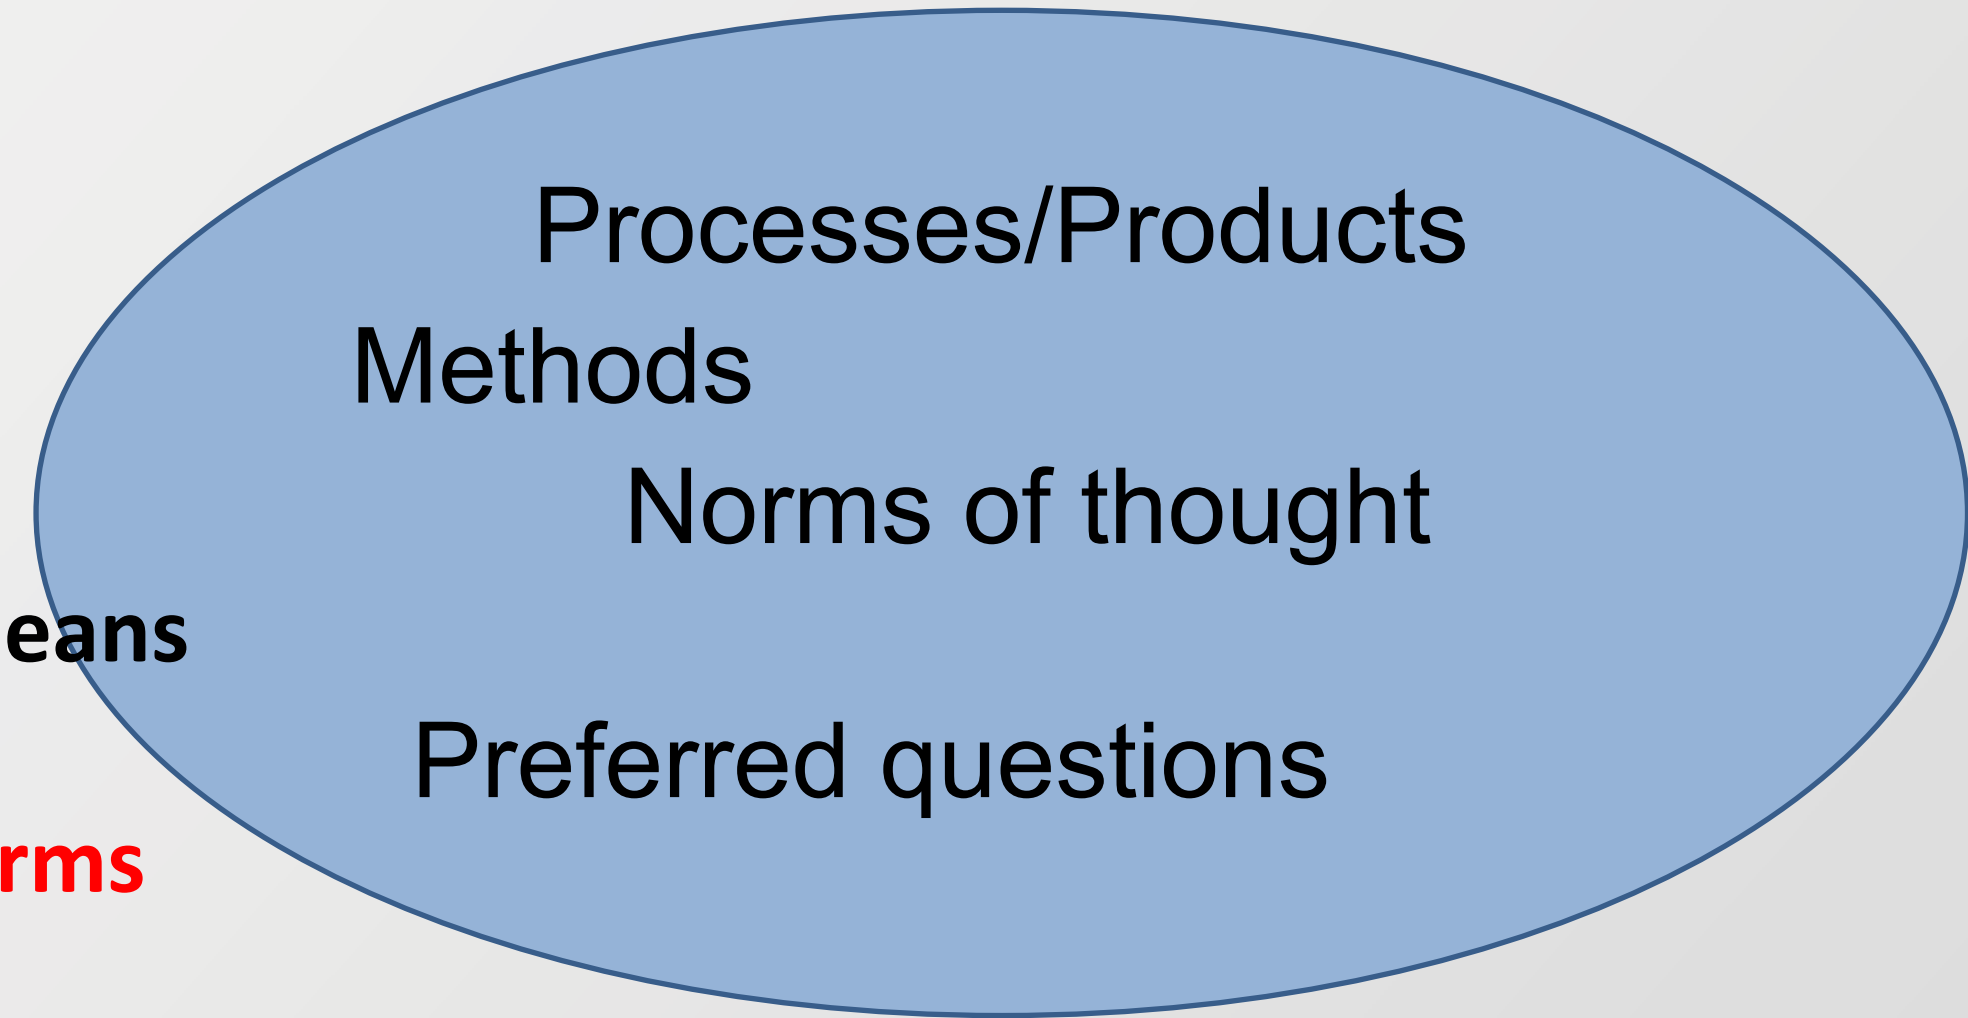 Processes/Products
Methods
Norms of thought
eans
Preferred questions
rms